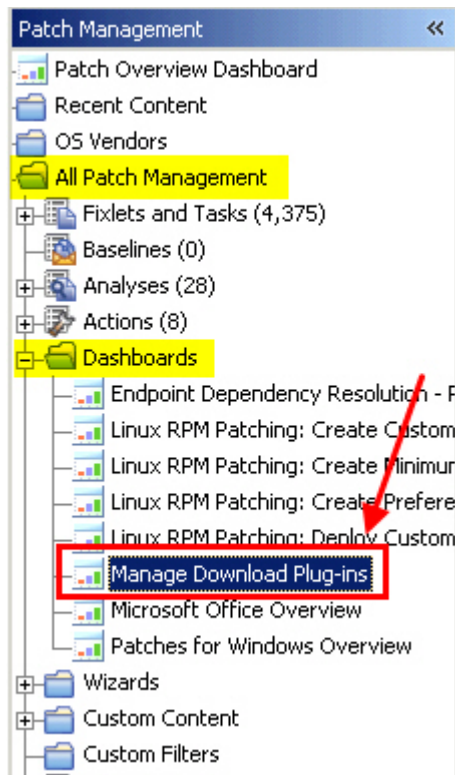 Patch Management «
Patch Overview Dashboard
Recent Content
OS Vendors
All Patch Management
Fixlets and Tasks (4,375)
Baselines (0)
Analyses (28)
Actions (8)
Dashboards
Endpoint Dependency Resolution -
Linux RPM Patching: Create Custom
Linux RPM Patching: Create Minimur
Linux RPM Patching: Create Prefere
Linux RPM Patching: Deploy Custom
Manage Download Plug-ins
Microsoft Office Overview
Patches for Windows Overview
Wizards
Custom Content
Custom Filters